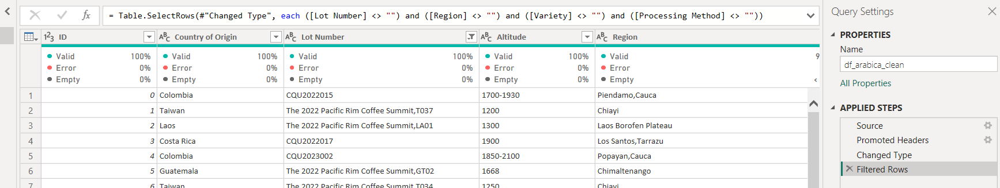 = Table.SelectRows(#"Changed Type", each ([Lot Number] <> "") and ([Region] <> "") and ([Variety] <> "") and ([Processing Method] <> ""))
fx
123 ID ABC Country of Origin ABC Lot Number ABC Altitude ABC Region
Valid 100% Valid 100% Valid 100% Valid 100% Valid 9
Error 0% Error 0% Error 0% Error 0% Error
Empty 0% Empty 0% Empty 0% Empty 0% Empty <
1 0 Colombia CQU2022015 1700-1930 Piendamo,Cauca
2 1 Taiwan The 2022 Pacific Rim Coffee Summit,T037 1200 Chiayi
3 2 Laos The 2022 Pacific Rim Coffee Summit,LA01 1300 Laos Borofen Plateau
4 3 Costa Rica CQU2022017 1900 Los Santos,Tarrazu
5 4 Colombia CQU2023002 1850-2100 Popayan,Cauca
6 5 Guatemala The 2022 Pacific Rim Coffee Summit,GT02 1668 Chimaltenango
7 6 Taiwan The 2022 Pacific Rim Coffee Summit,T034 1250 Chiayi
Query Settings
PROPERTIES
Name
df_arabica_clean
All Properties
APPLIED STEPS
Source
Promoted Headers
Changed Type
Filtered Rows